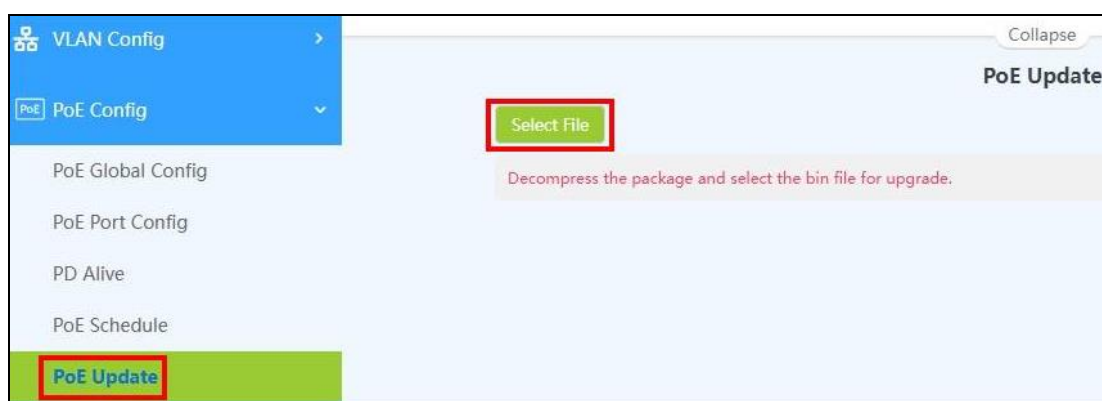 VLAN Config
PoE PoE Config
PoE Global Config
PoE Port Config
PD Alive
PoE Schedule
PoE Update
Collapse
PoE Update
Select File
Decompress the package and select the bin file for upgrade.